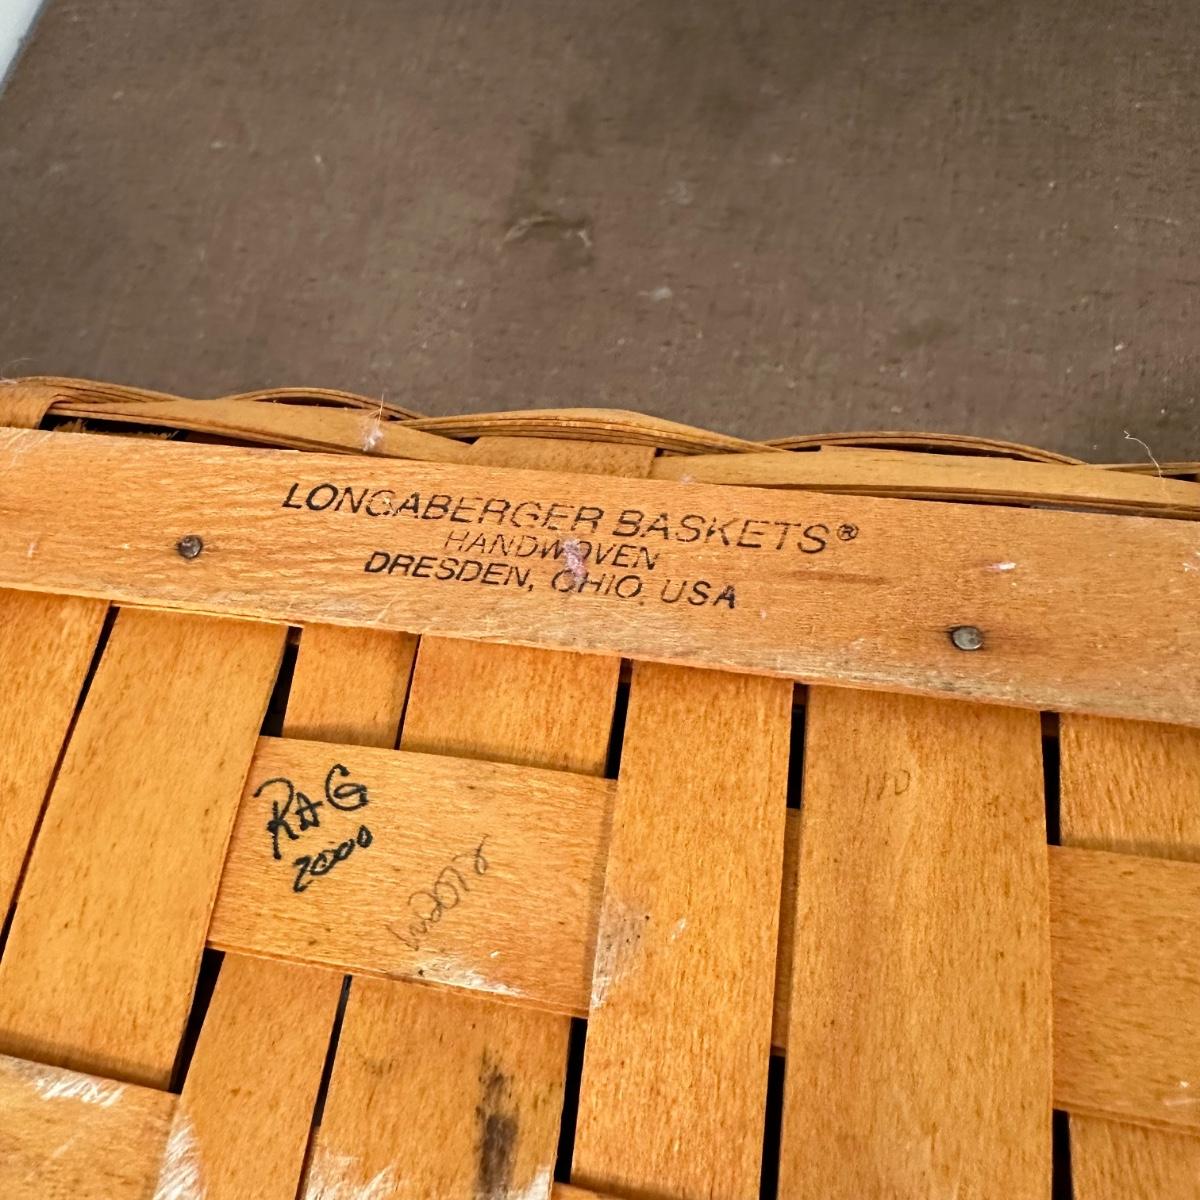 LONGABERGER BASKETS®
HANDWOVEN
DRESDEN, OHIO, USA
RAG
2000